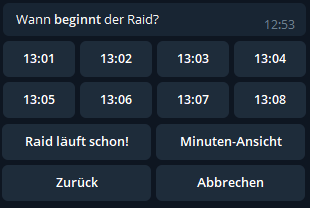 Wann beginnt der Raid?
12:53
13:01 13:02 13:03 13:04
13:05 13:06 13:07 13:08
Raid läuft schon! Minuten-Ansicht
Zurück Abbrechen